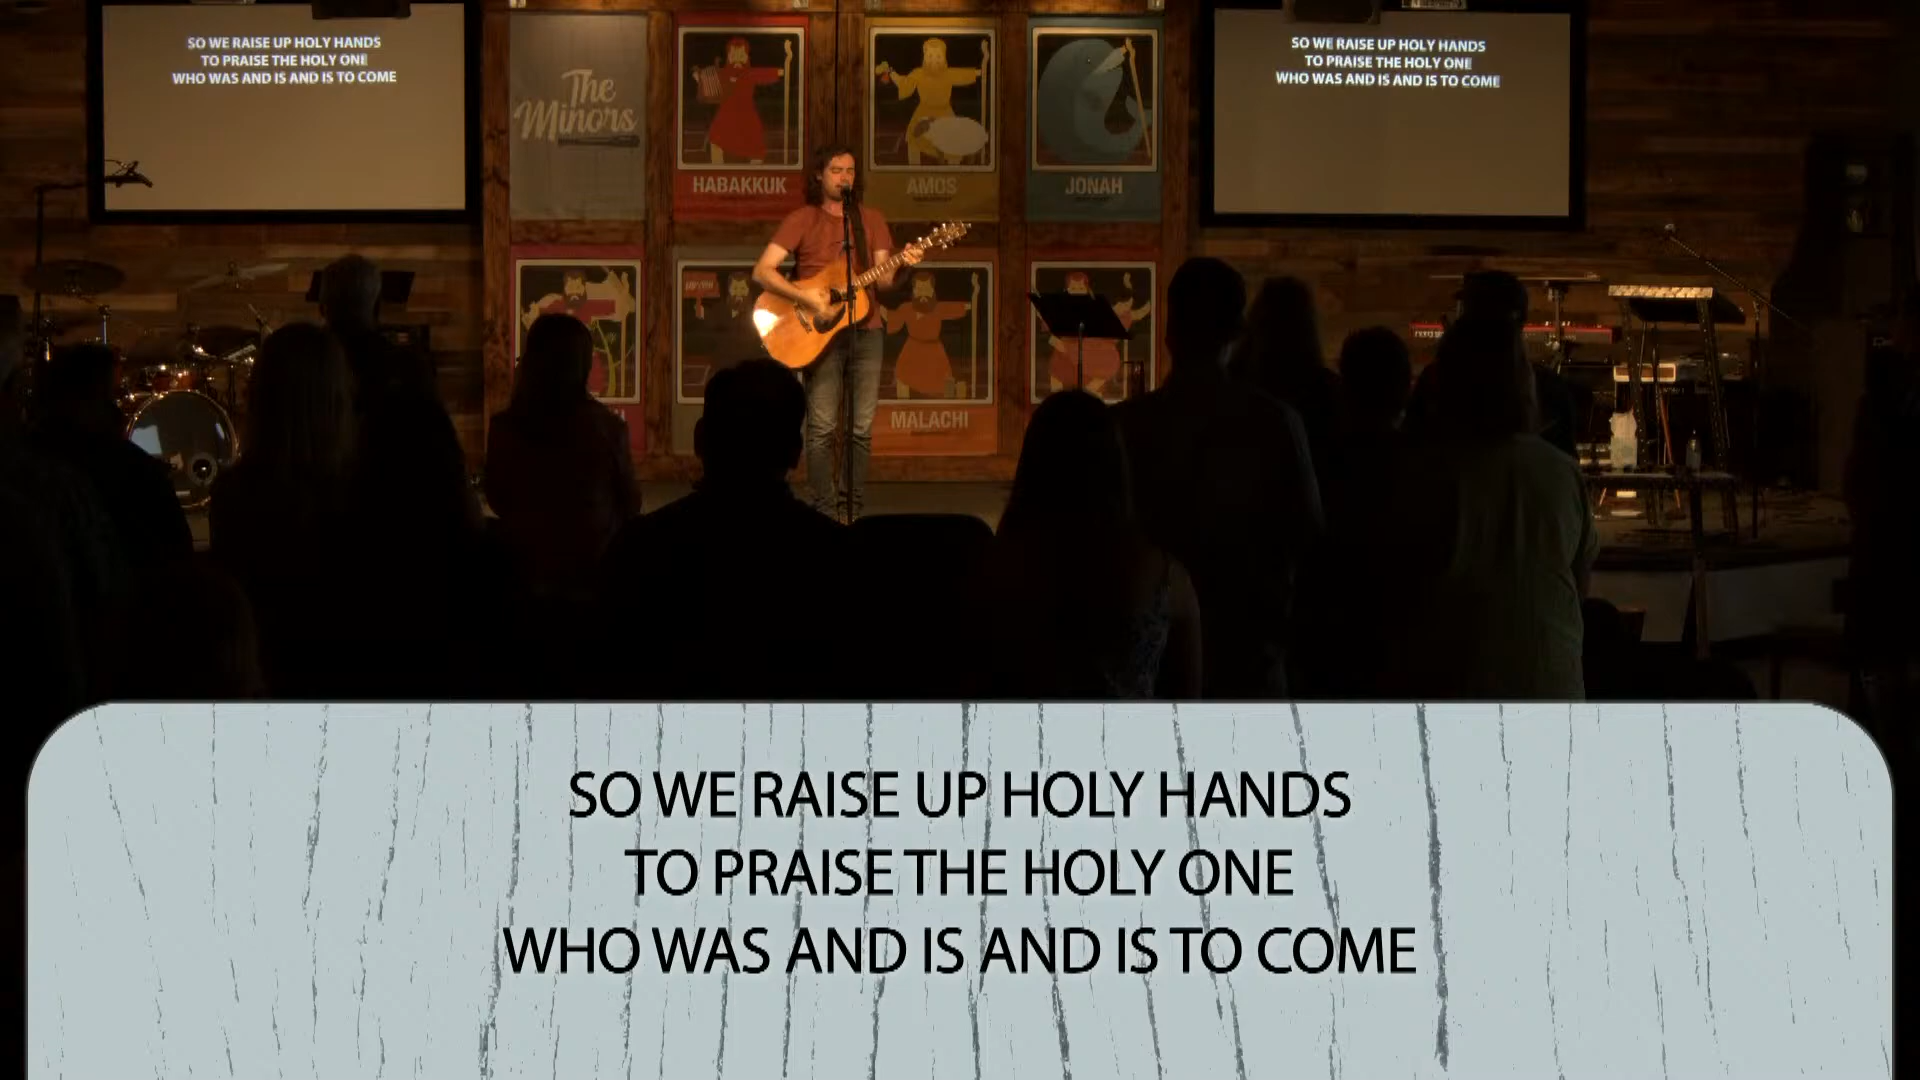 SO WE RAISE UP HOLY HANDS
TO PRAISE THE HOLY ONE
WHO WAS AND IS AND IS TO COME
SO WE RAISE UP HOLY HANDS
TO PRAISE THE HOLY ONE
WHO WAS AND IS AND IS TO COME
The
Minors
HABAKKUK
AMOS
JONAH
MALACHI
SO WE RAISE UP HOLY HANDS
TO PRAISE THE HOLY ONE
WHO WAS AND IS AND IS TO COME